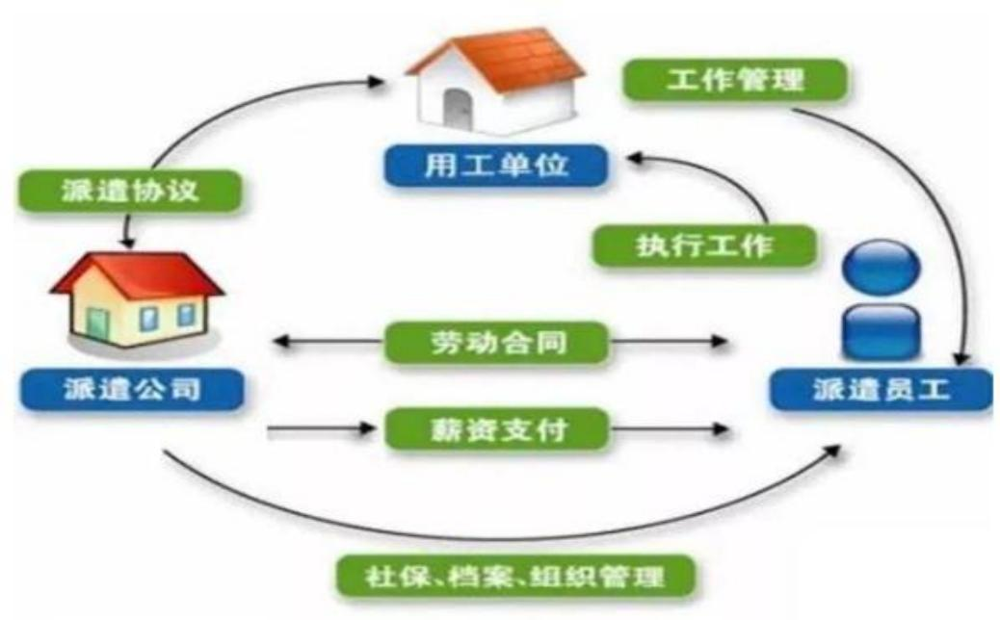 工作管理
用工单位
派遣协议
执行工作
劳动合同
派遣公司
派遣员工
薪资支付
社保、档案、组织管理